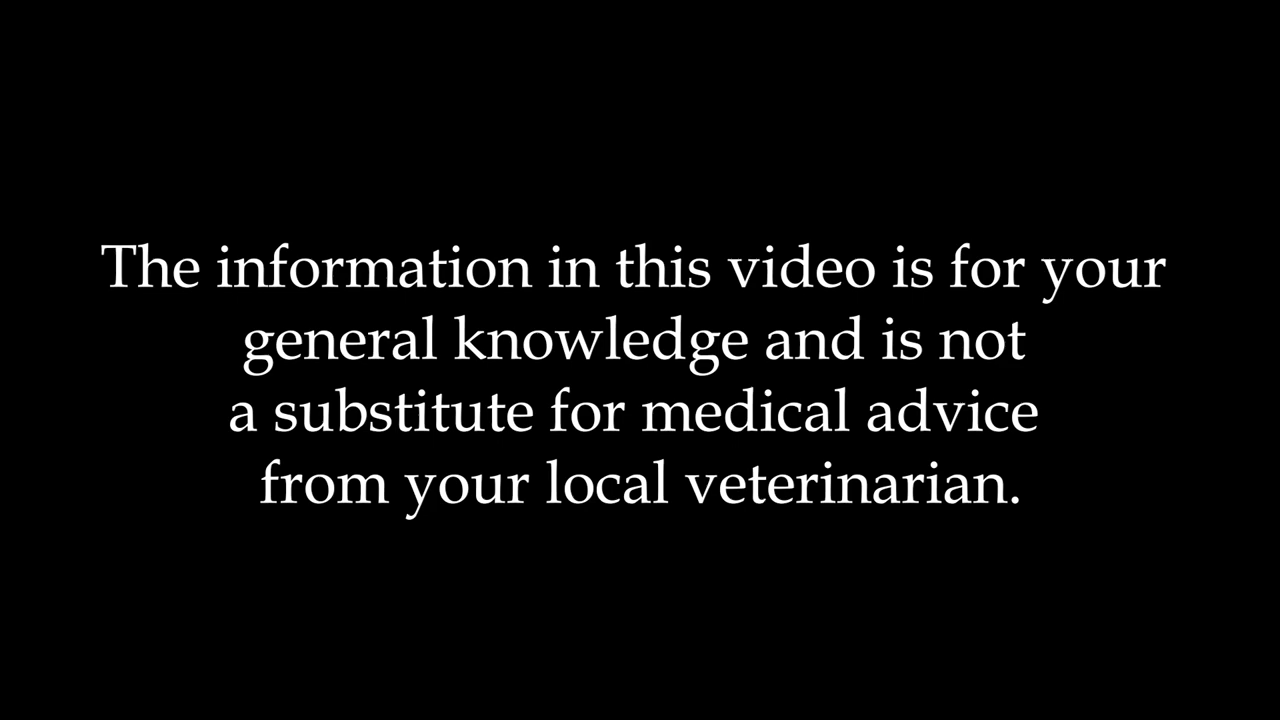 The information in this video is for your
general knowledge and is not
a substitute for medical advice
from your local veterinarian.